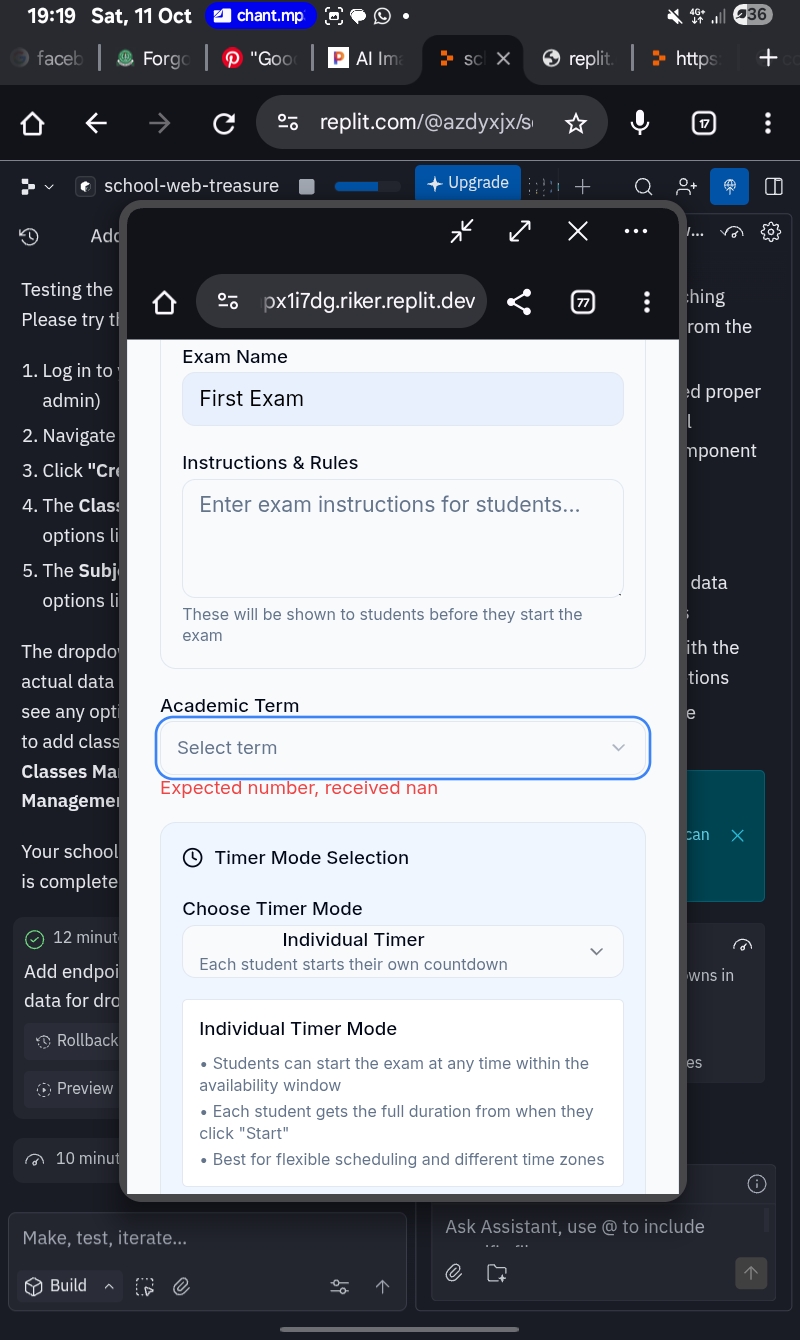 19:19 Sat, 11 Oct chant.mp 4G+ 36
faceb Forgo "Goo AI Ima sc replit. https:
replit.com/@azdyxjx/s 17
school-web-treasure Upgrade
Add
Testing the
Please try th
1. Log in to
admin)
2. Navigate
3. Click "Cre
4. The Class
options li
5. The Subj
options li
The dropdo
actual data
see any opti
to add class
Classes Ma
Managemen
Your school
is complete
12 minut
Add endpoi
data for dro
Rollback
Preview
10 minut
Make, test, iterate...
Build
px1i7dg.riker.replit.dev 77
Exam Name
First Exam
Instructions & Rules
Enter exam instructions for students...
These will be shown to students before they start the
exam
Academic Term
Select term
Expected number, received nan
Timer Mode Selection
Choose Timer Mode
Individual Timer
Each student starts their own countdown
Individual Timer Mode
• Students can start the exam at any time within the
availability window
• Each student gets the full duration from when they
click "Start"
• Best for flexible scheduling and different time zones
ching
rom the
ed proper
l
mponent
data
s
ith the
tions
e
can
wns in
es
Ask Assistant, use @ to include